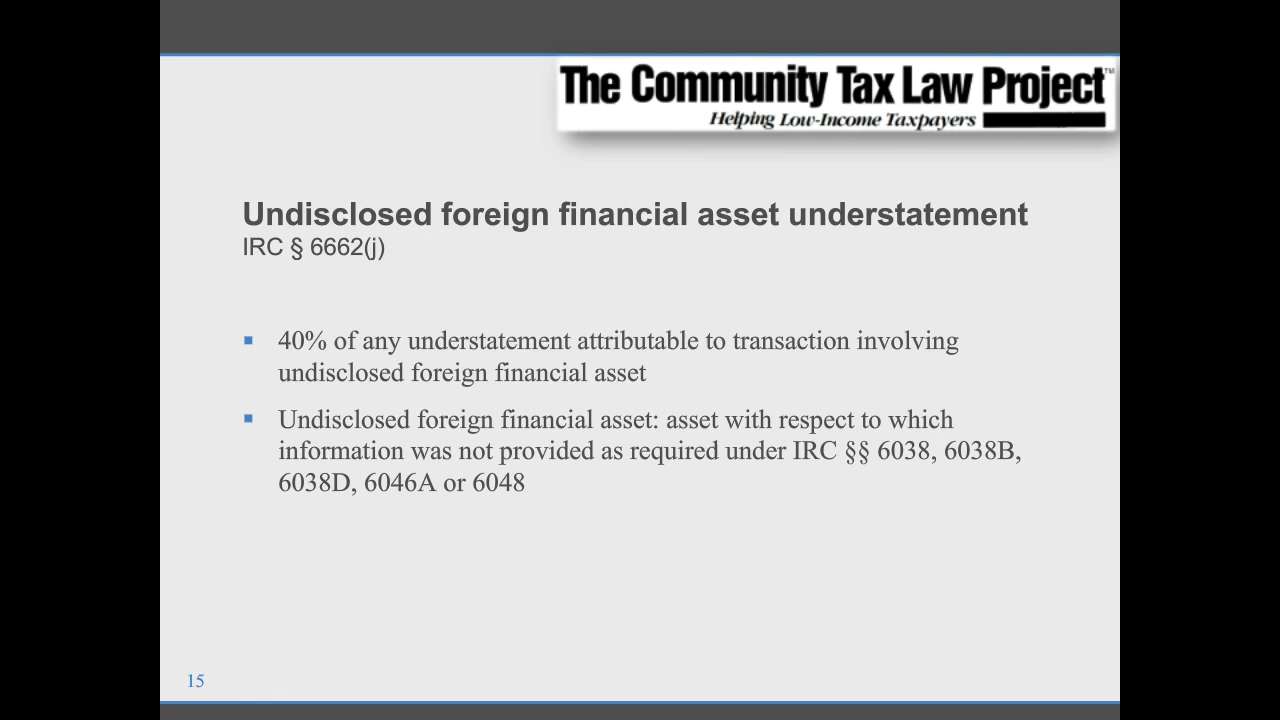 The Community Tax Law Project™
Helping Low-Income Taxpayers
Undisclosed foreign financial asset understatement
IRC § 6662(j)
▪ 40% of any understatement attributable to transaction involving
undisclosed foreign financial asset
▪ Undisclosed foreign financial asset: asset with respect to which
information was not provided as required under IRC §§ 6038, 6038B,
6038D, 6046A or 6048
15